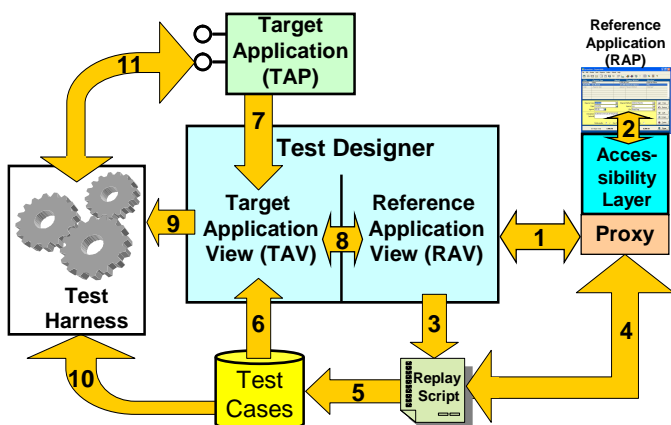 Reference
Application
(RAP)
Target
Application
(TAP)
11
7
2
Test Designer
Acces-
sibility
Layer
Target
Application
View (TAV)
Reference
Application
View (RAV)
9
8
1
Proxy
Test
Harness
6
3
4
10
Test
Cases
5
Replay
Script